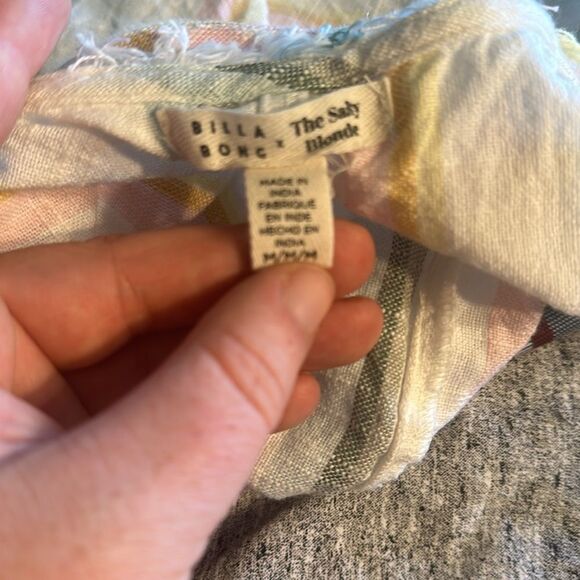 BILLA
BONG × The Salty
Blonde
MADE IN
INDIA
FABRIQUÉ
EN INDE
HECHO EN
INDIA
M/M/M